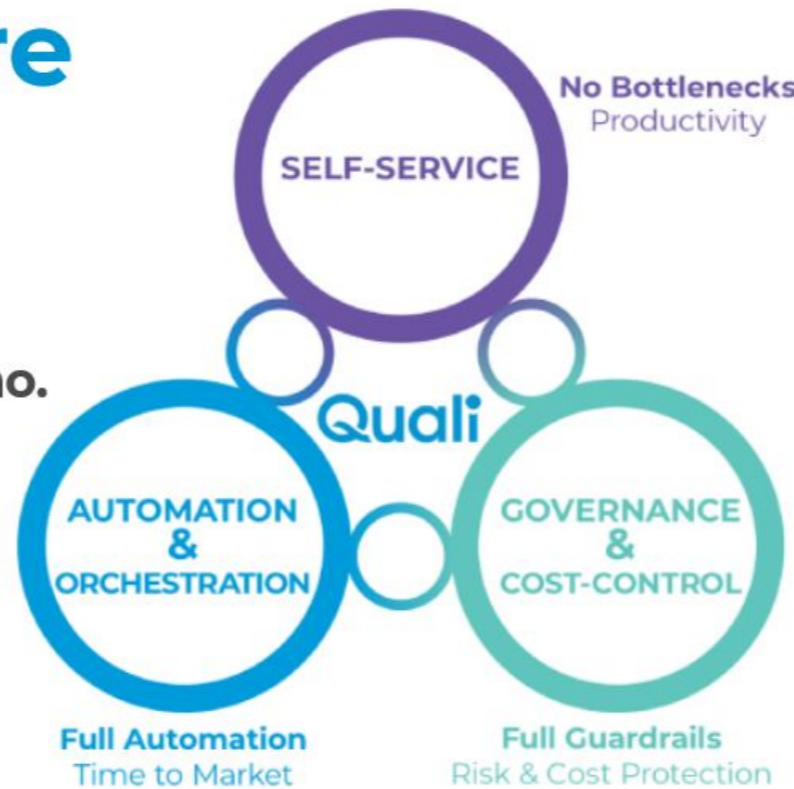 re
No Bottlenecks
Productivity
SELF-SERVICE
no.
Quali
AUTOMATION
&
ORCHESTRATION
GOVERNANCE
&
COST-CONTROL
Full Automation
Time to Market
Full Guardrails
Risk & Cost Protection